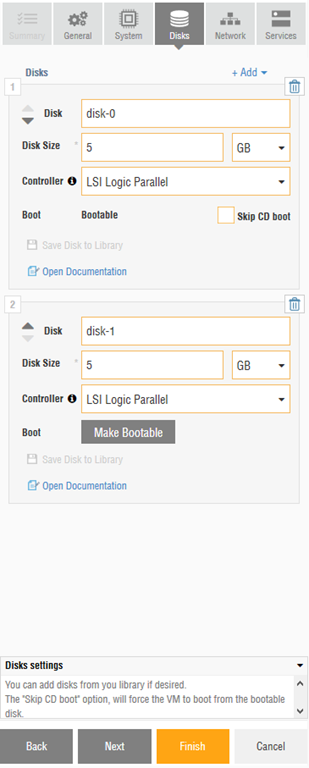 Summary General System Disks Network Services
Disks + Add
1
Disk disk-0
Disk Size * 5 GB
Controller LSI Logic Parallel
Boot Bootable Skip CD boot
Save Disk to Library
Open Documentation
2
Disk disk-1
Disk Size * 5 GB
Controller LSI Logic Parallel
Boot Make Bootable
Save Disk to Library
Open Documentation
Disks settings
You can add disks from you library if desired.
The "Skip CD boot" option, will force the VM to boot from the bootable
disk.
Back Next Finish Cancel